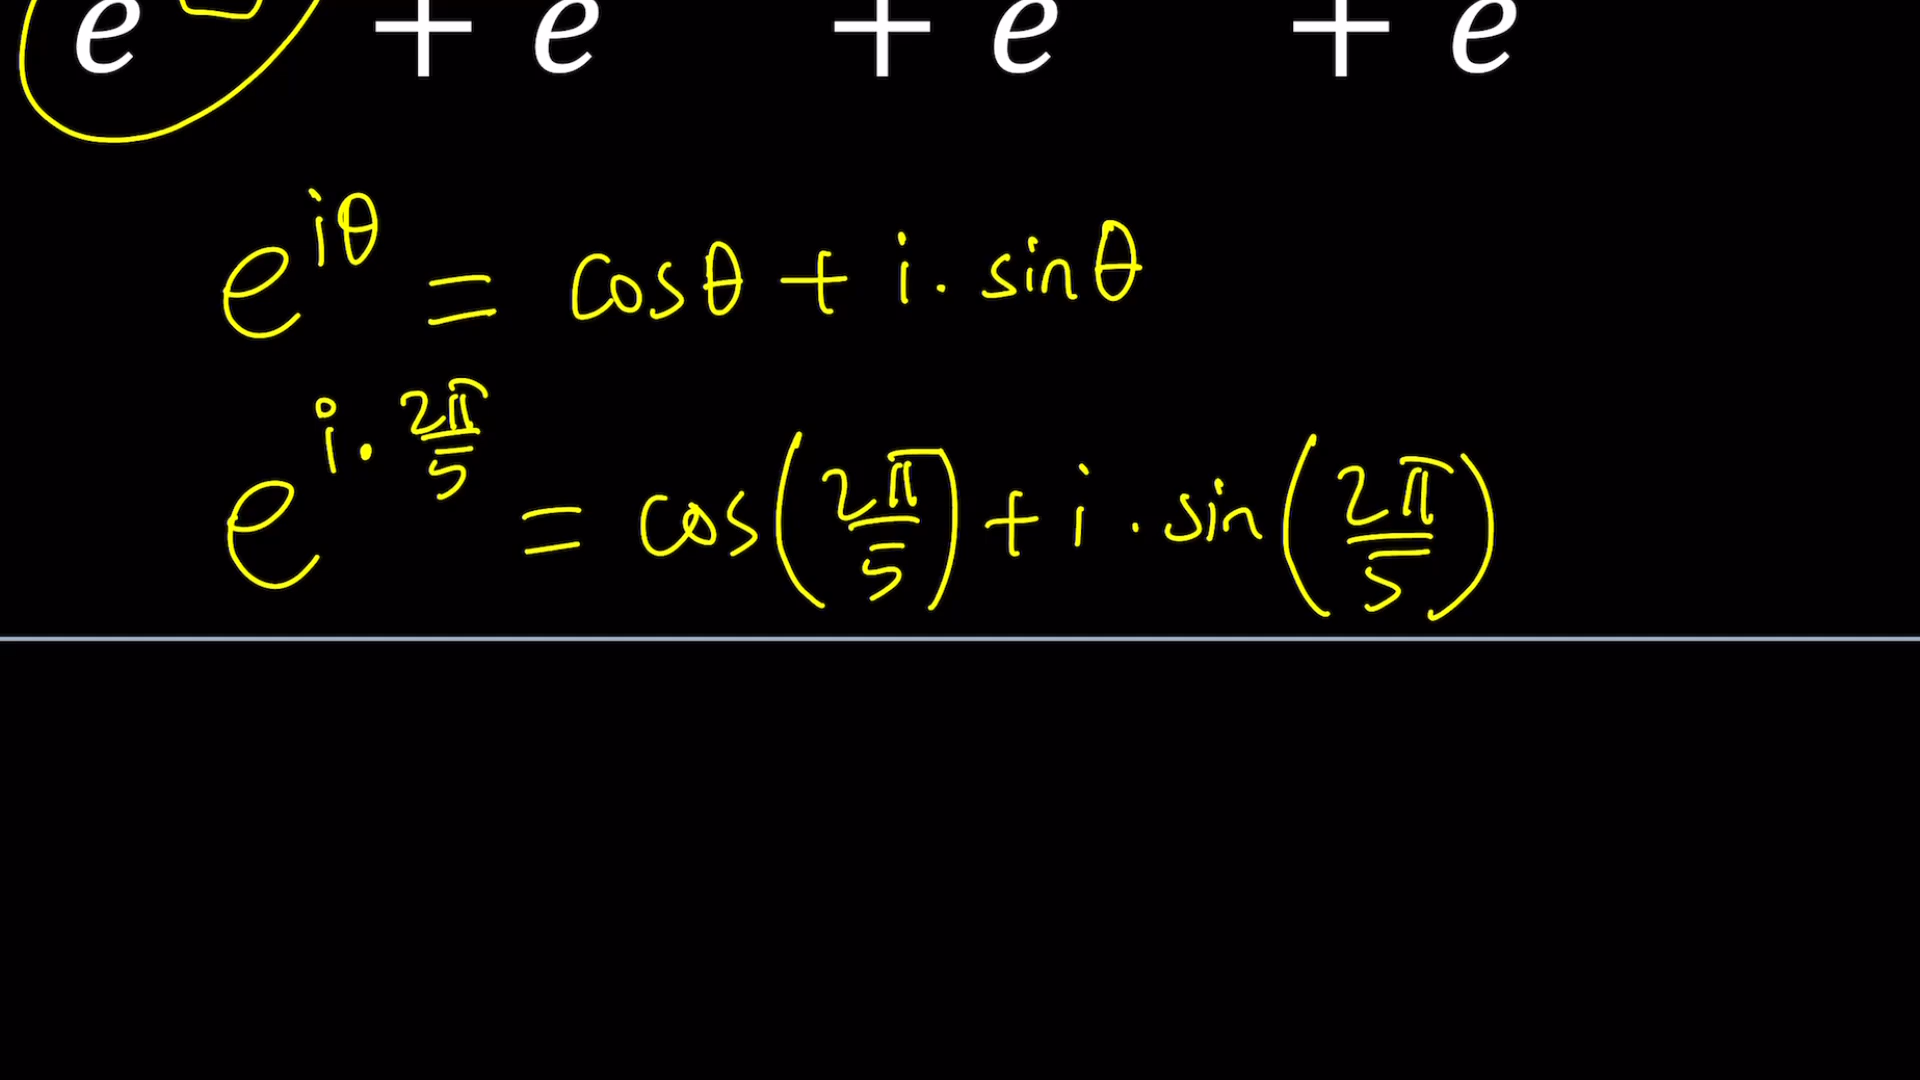 e + e + e + e
e^{iθ} = cosθ + i. sinθ
e^{i. 2π/5} = cos(2π/5) + i. sin(2π/5)